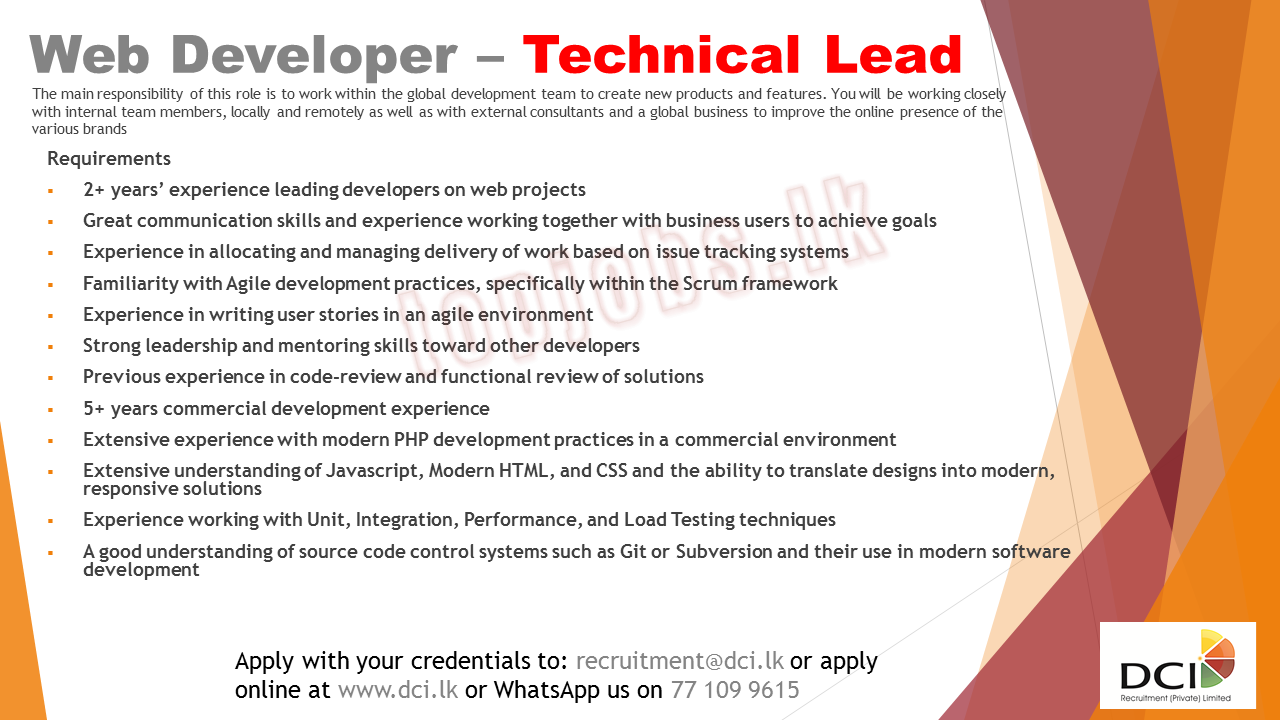 Web Developer – Technical Lead
The main responsibility of this role is to work within the global development team to create new products and features. You will be working closely
with internal team members, locally and remotely as well as with external consultants and a global business to improve the online presence of the
various brands
Requirements
▪ 2+ years’ experience leading developers on web projects
▪ Great communication skills and experience working together with business users to achieve goals
▪ Experience in allocating and managing delivery of work based on issue tracking systems
▪ Familiarity with Agile development practices, specifically within the Scrum framework
▪ Experience in writing user stories in an agile environment
▪ Strong leadership and mentoring skills toward other developers
▪ Previous experience in code-review and functional review of solutions
▪ 5+ years commercial development experience
▪ Extensive experience with modern PHP development practices in a commercial environment
▪ Extensive understanding of Javascript, Modern HTML, and CSS and the ability to translate designs into modern,
responsive solutions
▪ Experience working with Unit, Integration, Performance, and Load Testing techniques
▪ A good understanding of source code control systems such as Git or Subversion and their use in modern software
development
topjobs.lk
Apply with your credentials to: recruitment@dci.lk or apply
online at www.dci.lk or WhatsApp us on 77 109 9615
DCI
Recruitment (Private) Limited